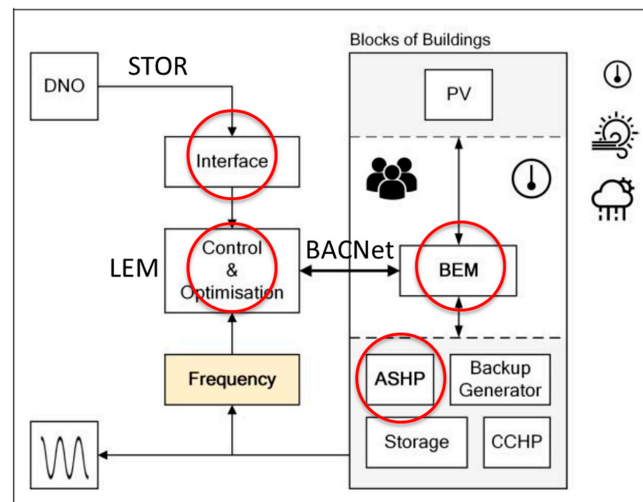 Blocks of Buildings
STOR
DNO
PV
Interface
Control
&
Optimisation
LEM
BACNet
BEM
Frequency
ASHP
Backup
Generator
Storage
CCHP